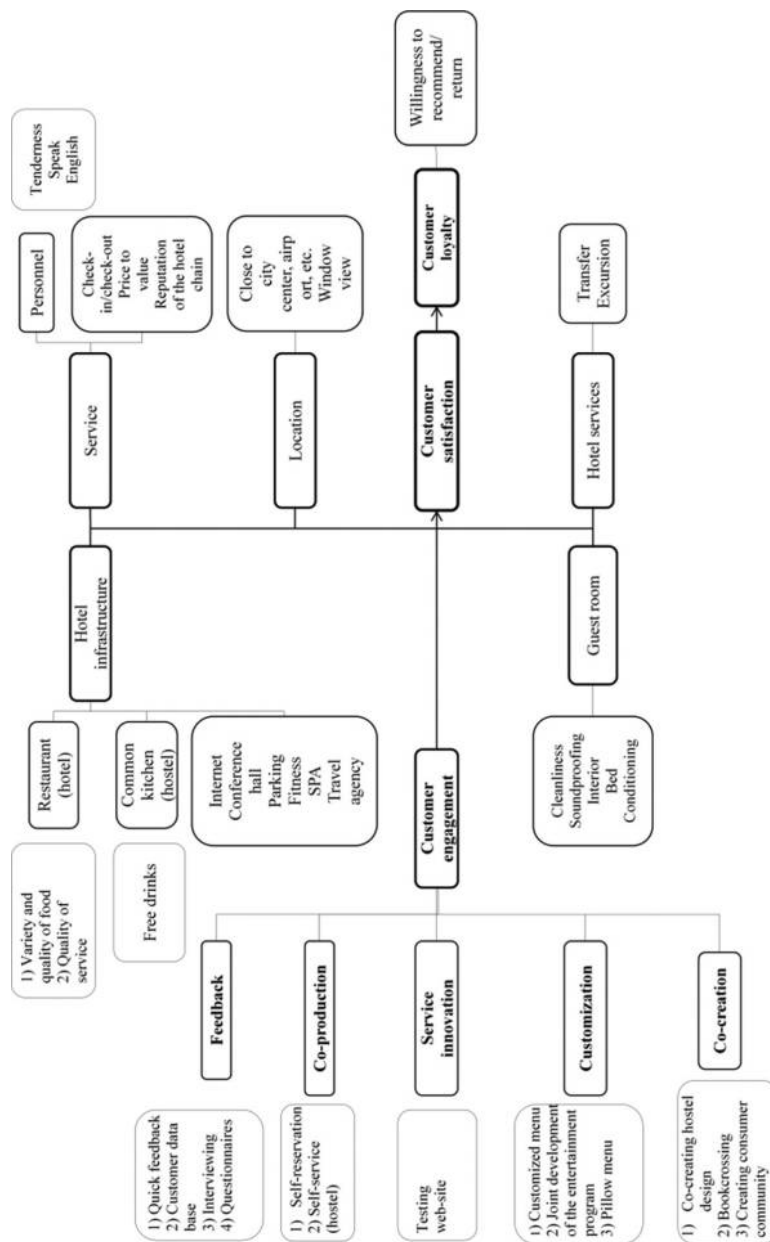 1) Variety and
quality of food
2) Quality of
service
Restaurant
(hotel)
Free drinks
Common
kitchen
(hostel)
Internet
Conference
hall
Parking
Fitness
SPA
Travel
agency
Hotel
infrastructure
Service
Personnel
Tenderness
Speak
English
Check-
in/check-out
Price to
value
Reputation
of the hotel
chain
Location
Close to
city
center, airp
ort, etc.
Window
view
1) Quick feedback
2) Customer data
base
3) Interviewing
4) Questionnaires
Feedback
1) Self-reservation
2) Self-service
(hostel)
Co-production
Testing
web-site
Service
innovation
1) Customized menu
2) Joint development
of the entertainment
program
3) Pillow menu
Customization
1) Co-creating hostel
design
2) Bookcrossing
3) Creating consumer
community
Co-creation
Customer
engagement
Customer
satisfaction
Customer
loyalty
Willingness to
recommend/
return
Cleanliness
Soundproofing
Interior
Bed
Conditioning
Guest room
Hotel services
Transfer
Excursion